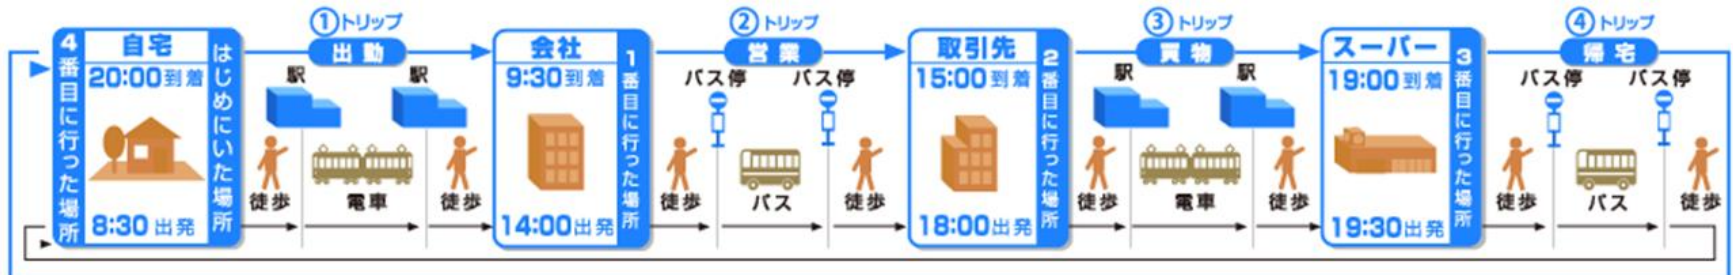 4番目に行った場所
自宅
20:00到着
8:30出発
はじめにいた場所
①トリップ
出勤
駅
駅
徒歩
電車
徒歩
会社
9:30到着
14:00出発
1番目に行った場所
②トリップ
営業
バス停
バス停
徒歩
バス
徒歩
取引先
15:00到着
18:00出発
2番目に行った場所
③トリップ
買物
駅
駅
徒歩
電車
徒歩
スーパー
19:00到着
19:30出発
3番目に行った場所
④トリップ
帰宅
バス停
バス停
徒歩
バス
徒歩